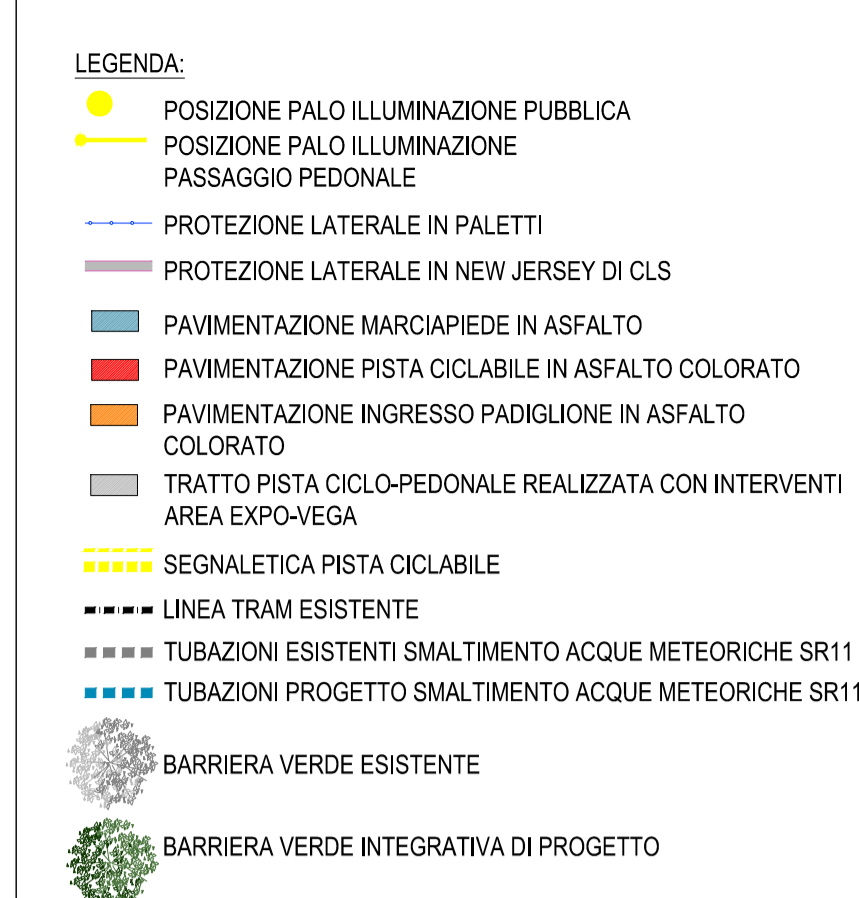 LEGENDA:
POSIZIONE PALO ILLUMINAZIONE PUBBLICA
POSIZIONE PALO ILLUMINAZIONE
PASSAGGIO PEDONALE
PROTEZIONE LATERALE IN PALETTI
PROTEZIONE LATERALE IN NEW JERSEY DI CLS
PAVIMENTAZIONE MARCIAPIEDE IN ASFALTO
PAVIMENTAZIONE PISTA CICLABILE IN ASFALTO COLORATO
PAVIMENTAZIONE INGRESSO PADIGLIONE IN ASFALTO
COLORATO
TRATTO PISTA CICLO-PEDONALE REALIZZATA CON INTERVENTI
AREA EXPO-VEGA
SEGNALETICA PISTA CICLABILE
LINEA TRAM ESISTENTE
TUBAZIONI ESISTENTI SMALTIMENTO ACQUE METEORICHE SR11
TUBAZIONI PROGETTO SMALTIMENTO ACQUE METEORICHE SR11
BARRIERA VERDE ESISTENTE
BARRIERA VERDE INTEGRATIVA DI PROGETTO